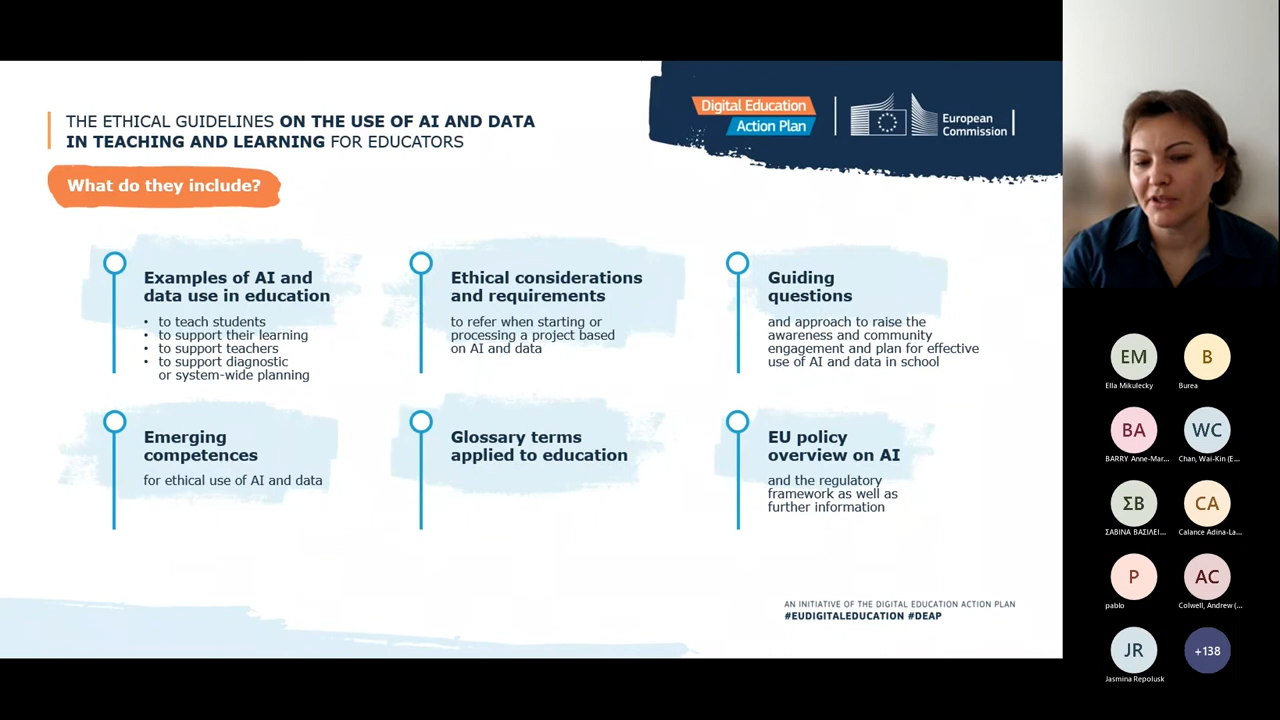 THE ETHICAL GUIDELINES ON THE USE OF AI AND DATA
IN TEACHING AND LEARNING FOR EDUCATORS
Digital Education
Action Plan
European
Commission
What do they include?
Examples of AI and
data use in education
• to teach students
• to support their learning
• to support teachers
• to support diagnostic
or system-wide planning
Ethical considerations
and requirements
to refer when starting or
processing a project based
on AI and data
Guiding
questions
and approach to raise the
awareness and community
engagement and plan for effective
use of AI and data in school
Emerging
competences
for ethical use of AI and data
Glossary terms
applied to education
EU policy
overview on AI
and the regulatory
framework as well as
further information
AN INITIATIVE OF THE DIGITAL EDUCATION ACTION PLAN
#EUDIGITALEDUCATION #DEAP
EM
Ella Mikulecky
B
Burea
BA
BARRY Anne-Mar...
WC
Chan, Wai-Kin (E...
ΣΒ
ΣΑΒΙΝΑ ΒΑΣΙΛΕΙ...
CA
Calance Adina-La...
P
pablo
AC
Colwell, Andrew (...
JR
Jasmina Repolusk
+138